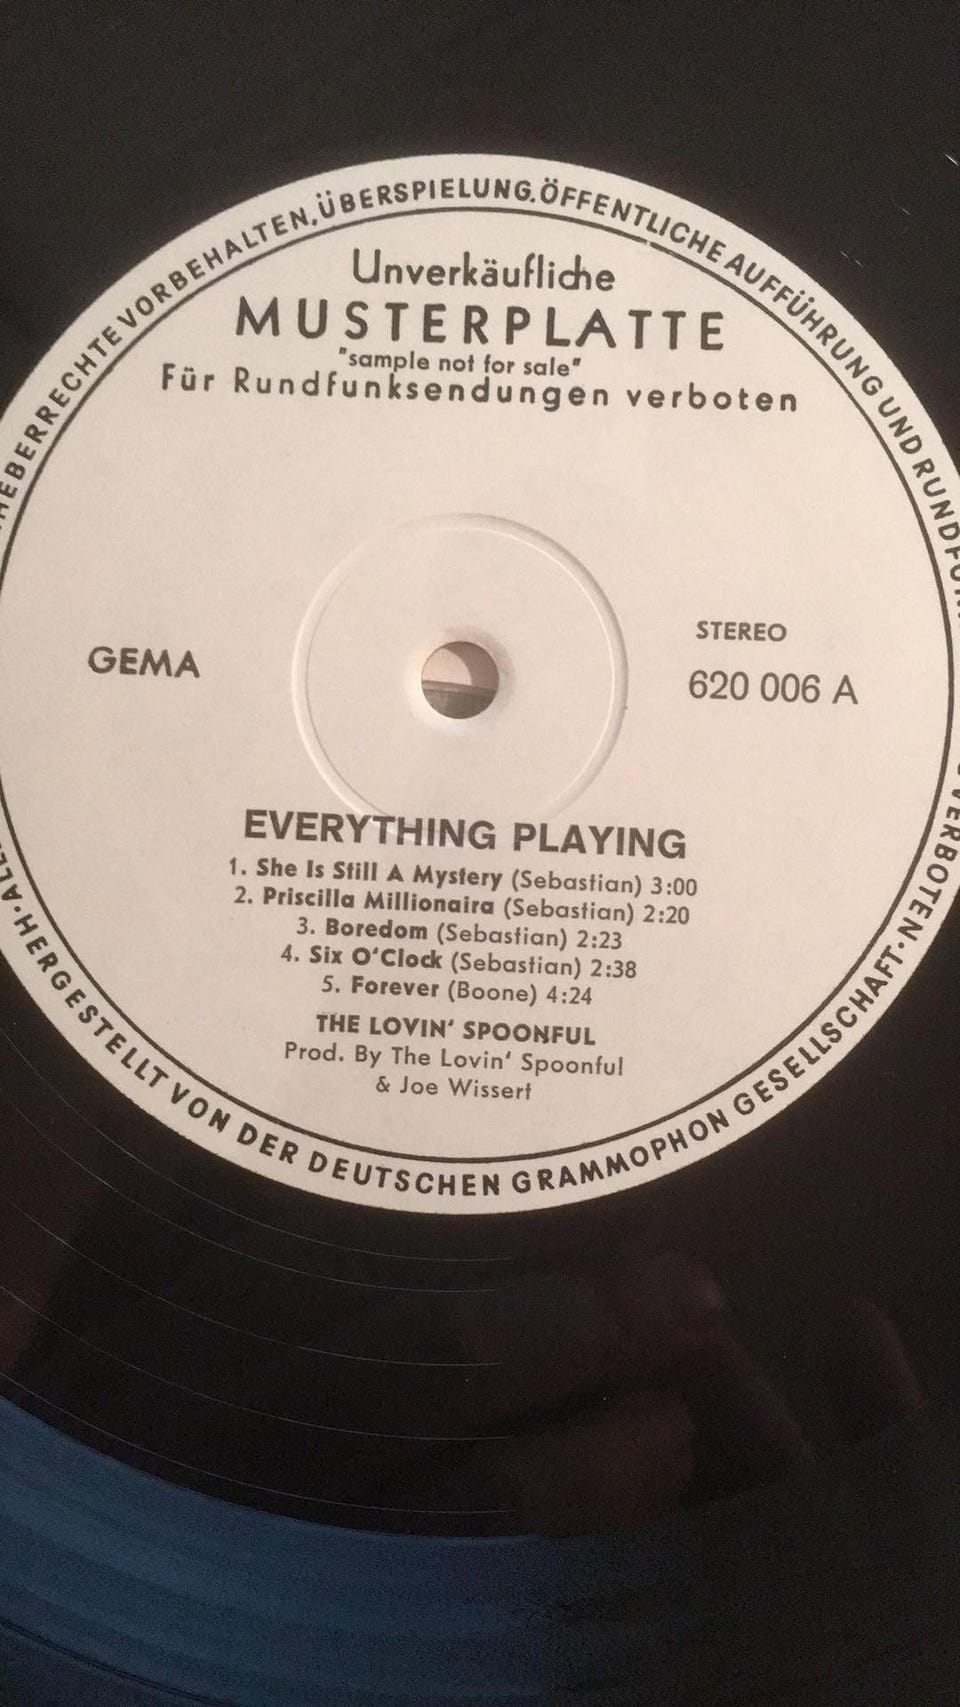 HEBERRECHTE VORBEHALTEN, ÜBERSPIELUNG, ÖFFENTLICHE AUFFÜHRUNG UND RUNDFUN
Unverkäufliche
MUSTERPLATTE
"sample not for sale"
Für Rundfunksendungen verboten
GEMA
STEREO
620 006 A
EVERYTHING PLAYING
1. She Is Still A Mystery (Sebastian) 3:00
2. Priscilla Millionaira (Sebastian) 2:20
3. Boredom (Sebastian) 2:23
4. Six O'Clock (Sebastian) 2:38
5. Forever (Boone) 4:24
THE LOVIN' SPOONFUL
Prod. By The Lovin' Spoonful
& Joe Wissert
VERBOTEN · HERGESTELLT VON DER DEUTSCHEN GRAMMOPHON GESELLSCHAFT · ALL